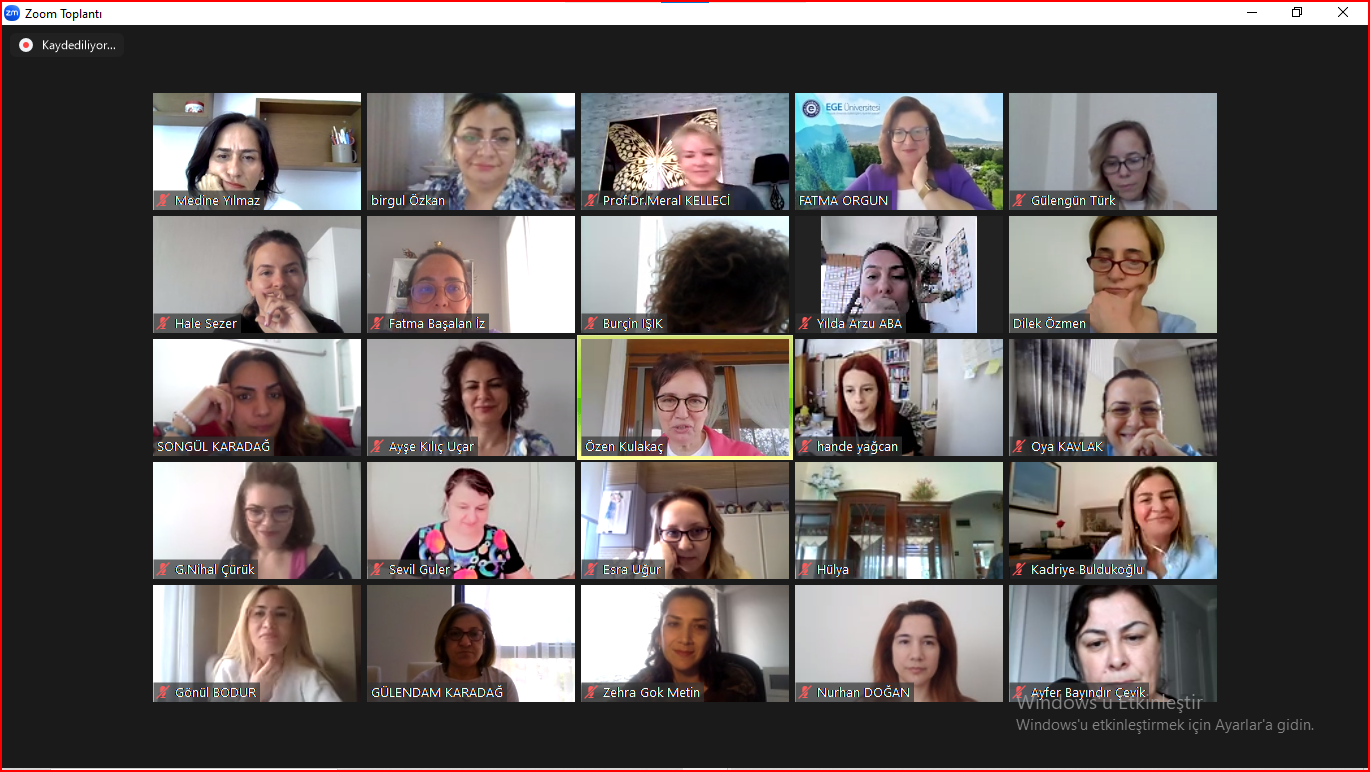 zm Zoom Toplantı
Kaydediliyor...
EGE Üniversitesi
Medine Yılmaz
birgul Özkan
Prof.Dr.Meral KELLECİ
FATMA ORGUN
Gülengün Türk
Hale Sezer
Fatma Başalan İz
Burçin IŞIK
Yılda Arzu ABA
Dilek Özmen
SONGÜL KARADAĞ
Ayşe Kılıç Uçar
Özen Kulakaç
hande yağcan
Oya KAVLAK
G.Nihal Çürük
Sevil Güler
Esra Uğur
Hülya
Kadriye Buldukoğlu
Gönül BODUR
GÜLENDAM KARADAĞ
Zehra Gok Metin
Nurhan DOĞAN
Ayfer Bayındır Çevik
Windows'u Etkinleştir
Windows'u etkinleştirmek için Ayarlar'a gidin.